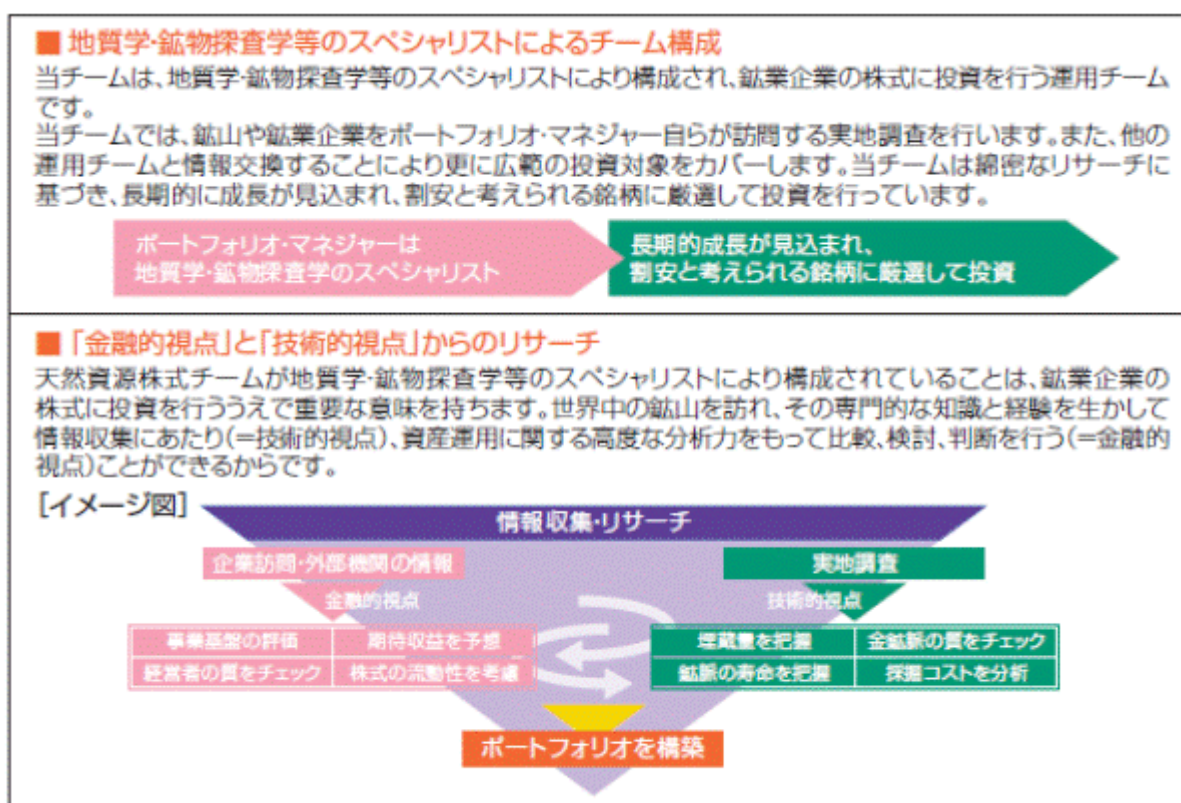 ■ 地質学・鉱物探査学等のスペシャリストによるチーム構成
当チームは、地質学・鉱物探査学等のスペシャリストにより構成され、鉱業企業の株式に投資を行う運用チーム
です。
当チームでは、鉱山や鉱業企業をポートフォリオ・マネジャー自らが訪問する実地調査を行います。また、他の
運用チームと情報交換することにより更に広範の投資対象をカバーします。当チームは綿密なリサーチに
基づき、長期的に成長が見込まれ、割安と考えられる銘柄に厳選して投資を行っています。
ポートフォリオ・マネジャーは
地質学・鉱物探査学のスペシャリスト
長期的成長が見込まれ、
割安と考えられる銘柄に厳選して投資
■ 「金融的視点」と「技術的視点」からのリサーチ
天然資源株式チームが地質学・鉱物探査学等のスペシャリストにより構成されていることは、鉱業企業の
株式に投資を行ううえで重要な意味を持ちます。世界中の鉱山を訪れ、その専門的な知識と経験を生かして
情報収集にあたり(=技術的視点)、資産運用に関する高度な分析力をもって比較、検討、判断を行う(=金融的
視点)ことができるからです。
[イメージ図]
情報収集・リサーチ
企業訪問・外部機関の情報
実地調査
金融的視点
技術的視点
事業基盤の評価 期待収益を予想
経営者の質をチェック 株式の流動性を考慮
埋蔵量を把握 金鉱脈の質をチェック
鉱脈の寿命を把握 採掘コストを分析
ポートフォリオを構築